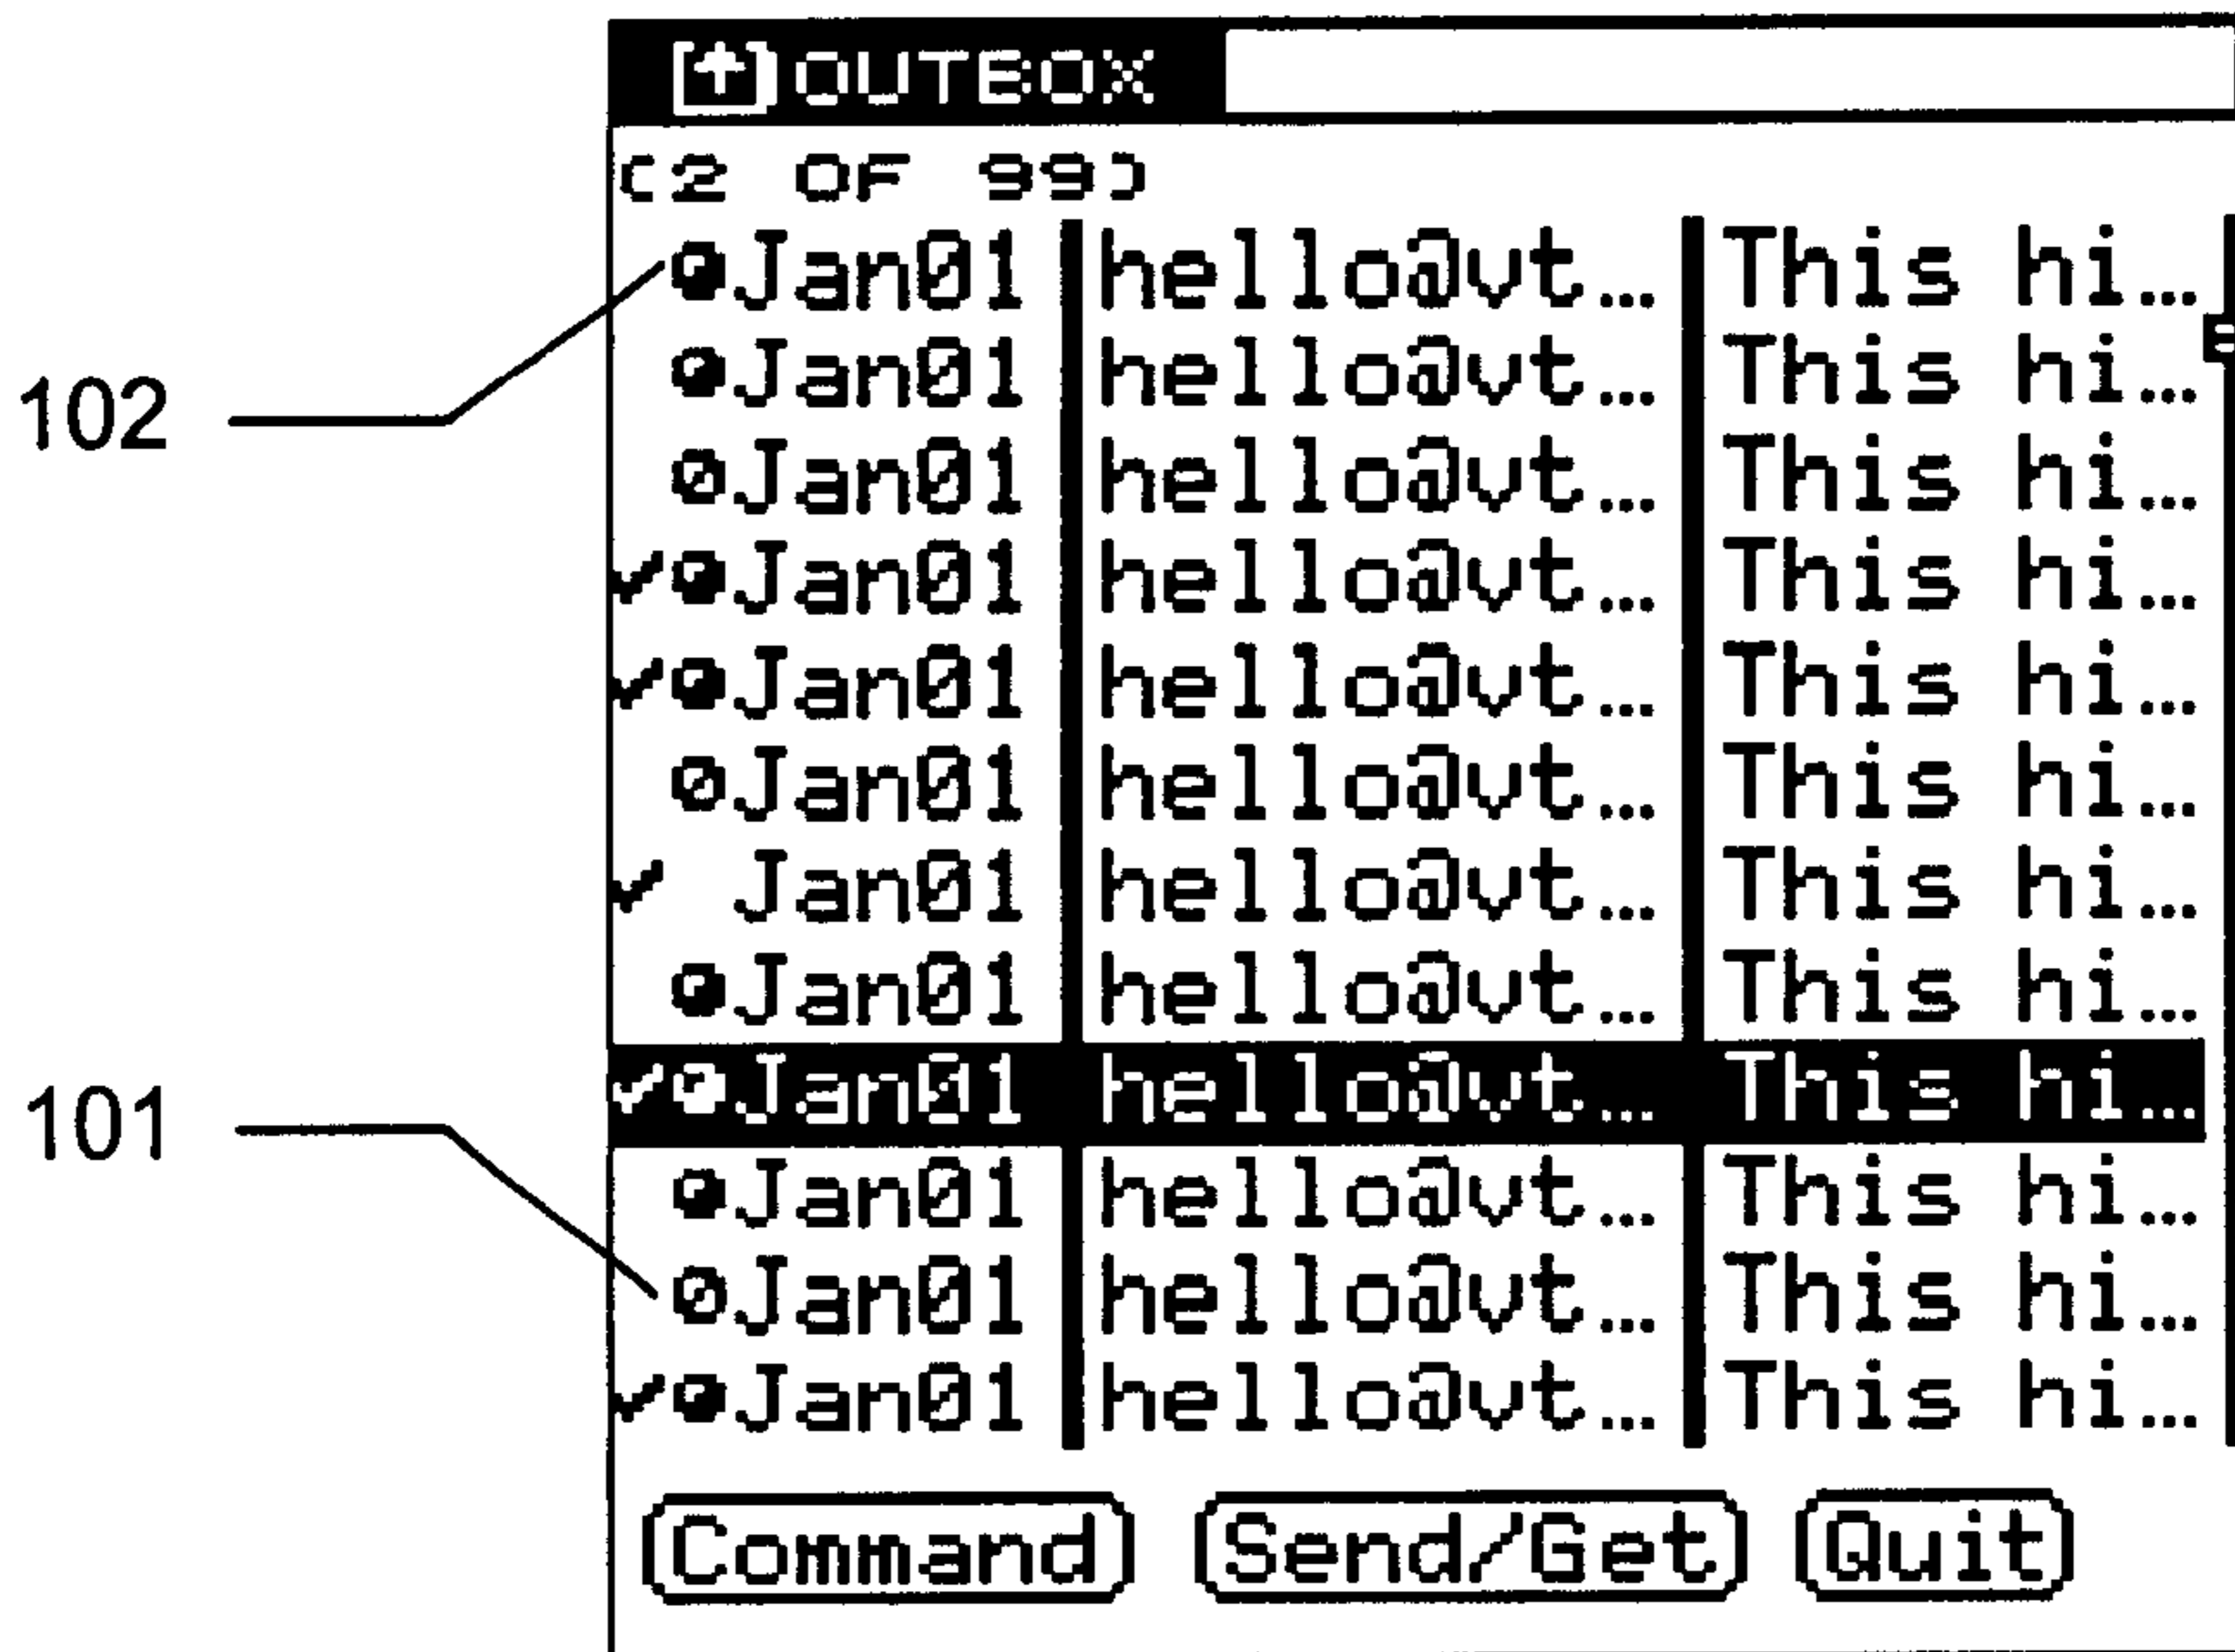 OUTBOX
(2 OF 99)
Jan01 hello@vt… This hi…
Jan01 hello@vt… This hi…
102
Jan01 hello@vt… This hi…
✓Jan01 hello@vt… This hi…
✓Jan01 hello@vt… This hi…
Jan01 hello@vt… This hi…
✓ Jan01 hello@vt… This hi…
Jan01 hello@vt… This hi…
✓Jan01 hello@vt… This hi…
101
Jan01 hello@vt… This hi…
Jan01 hello@vt… This hi…
✓Jan01 hello@vt… This hi…
Command Send/Get Quit